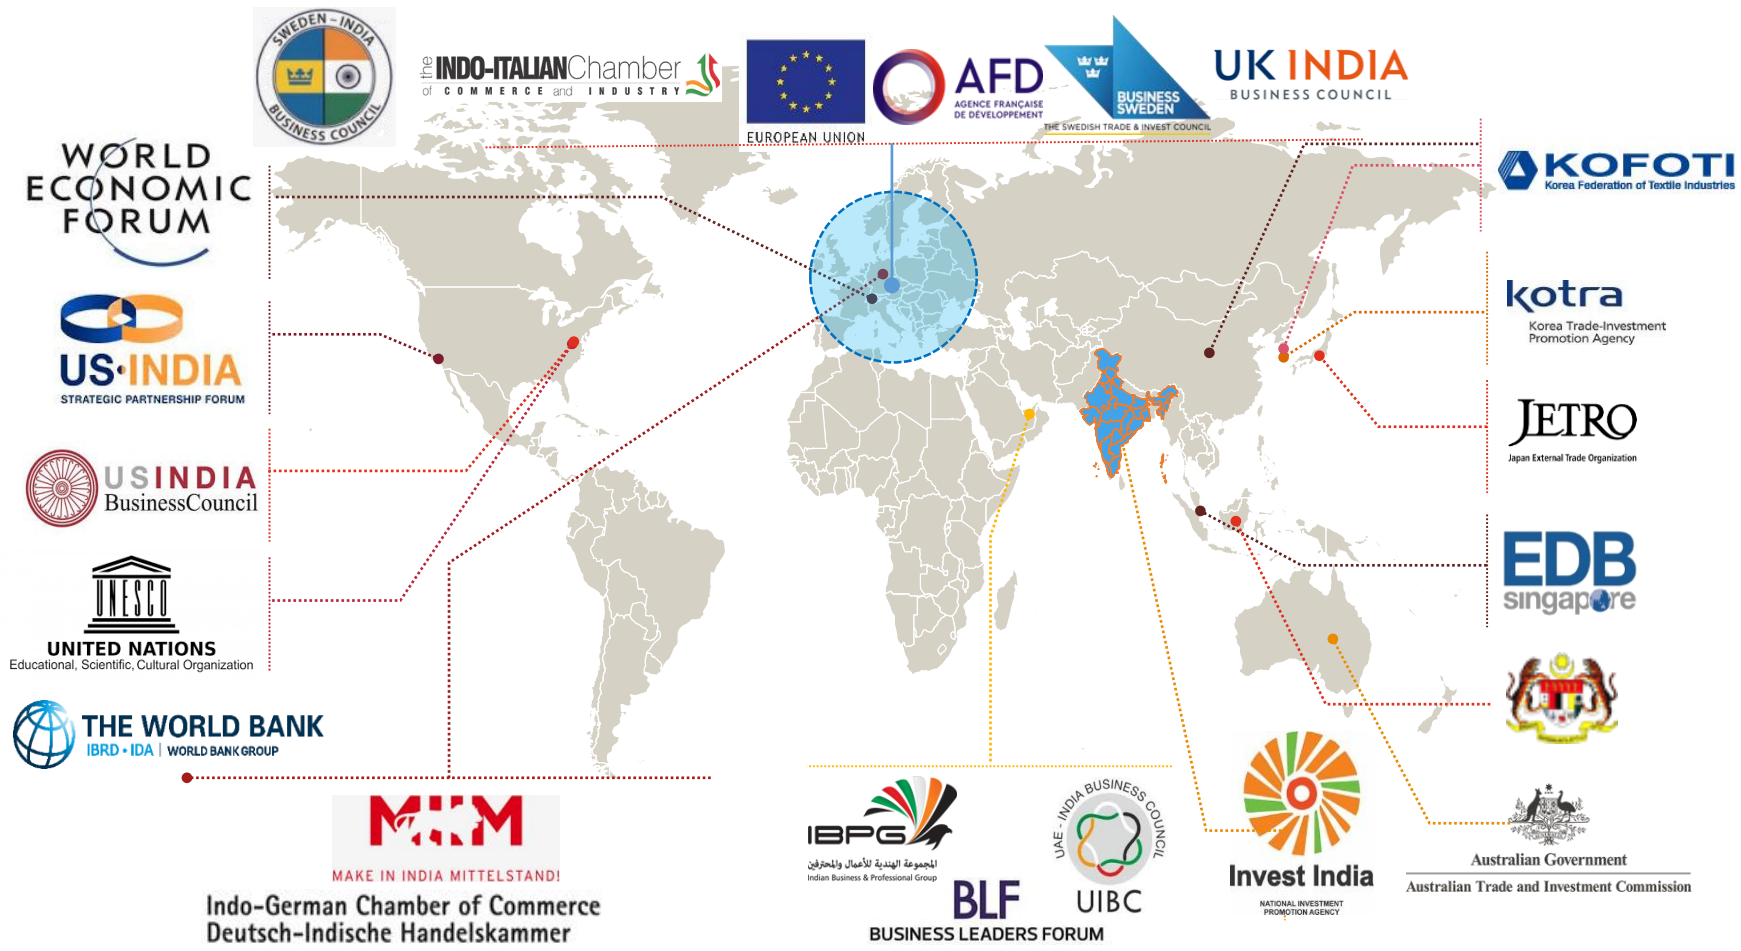 SWEDEN - INDIA
BUSINESS COUNCIL
the INDO-ITALIAN Chamber
of COMMERCE and INDUSTRY
EUROPEAN UNION
AFD
AGENCE FRANÇAISE
DE DÉVELOPPEMENT
BUSINESS
SWEDEN
THE SWEDISH TRADE & INVEST COUNCIL
UK INDIA
BUSINESS COUNCIL
WORLD
ECONOMIC
FORUM
KOFOTI
Korea Federation of Textile Industries
US·INDIA
STRATEGIC PARTNERSHIP FORUM
kotra
Korea Trade-Investment
Promotion Agency
JETRO
Japan External Trade Organization
USINDIA
BusinessCouncil
UNESCO
UNITED NATIONS
Educational, Scientific, Cultural Organization
EDB
singapore
THE WORLD BANK
IBRD • IDA | WORLD BANK GROUP
MIIM
MAKE IN INDIA MITTELSTAND!
Indo-German Chamber of Commerce
Deutsch-Indische Handelskammer
IBPG
المجموعة الهندية للأعمال والمحترفين
Indian Business & Professional Group
BLF
BUSINESS LEADERS FORUM
UAE - INDIA BUSINESS COUNCIL
UIBC
Invest India
NATIONAL INVESTMENT
PROMOTION AGENCY
Australian Government
Australian Trade and Investment Commission